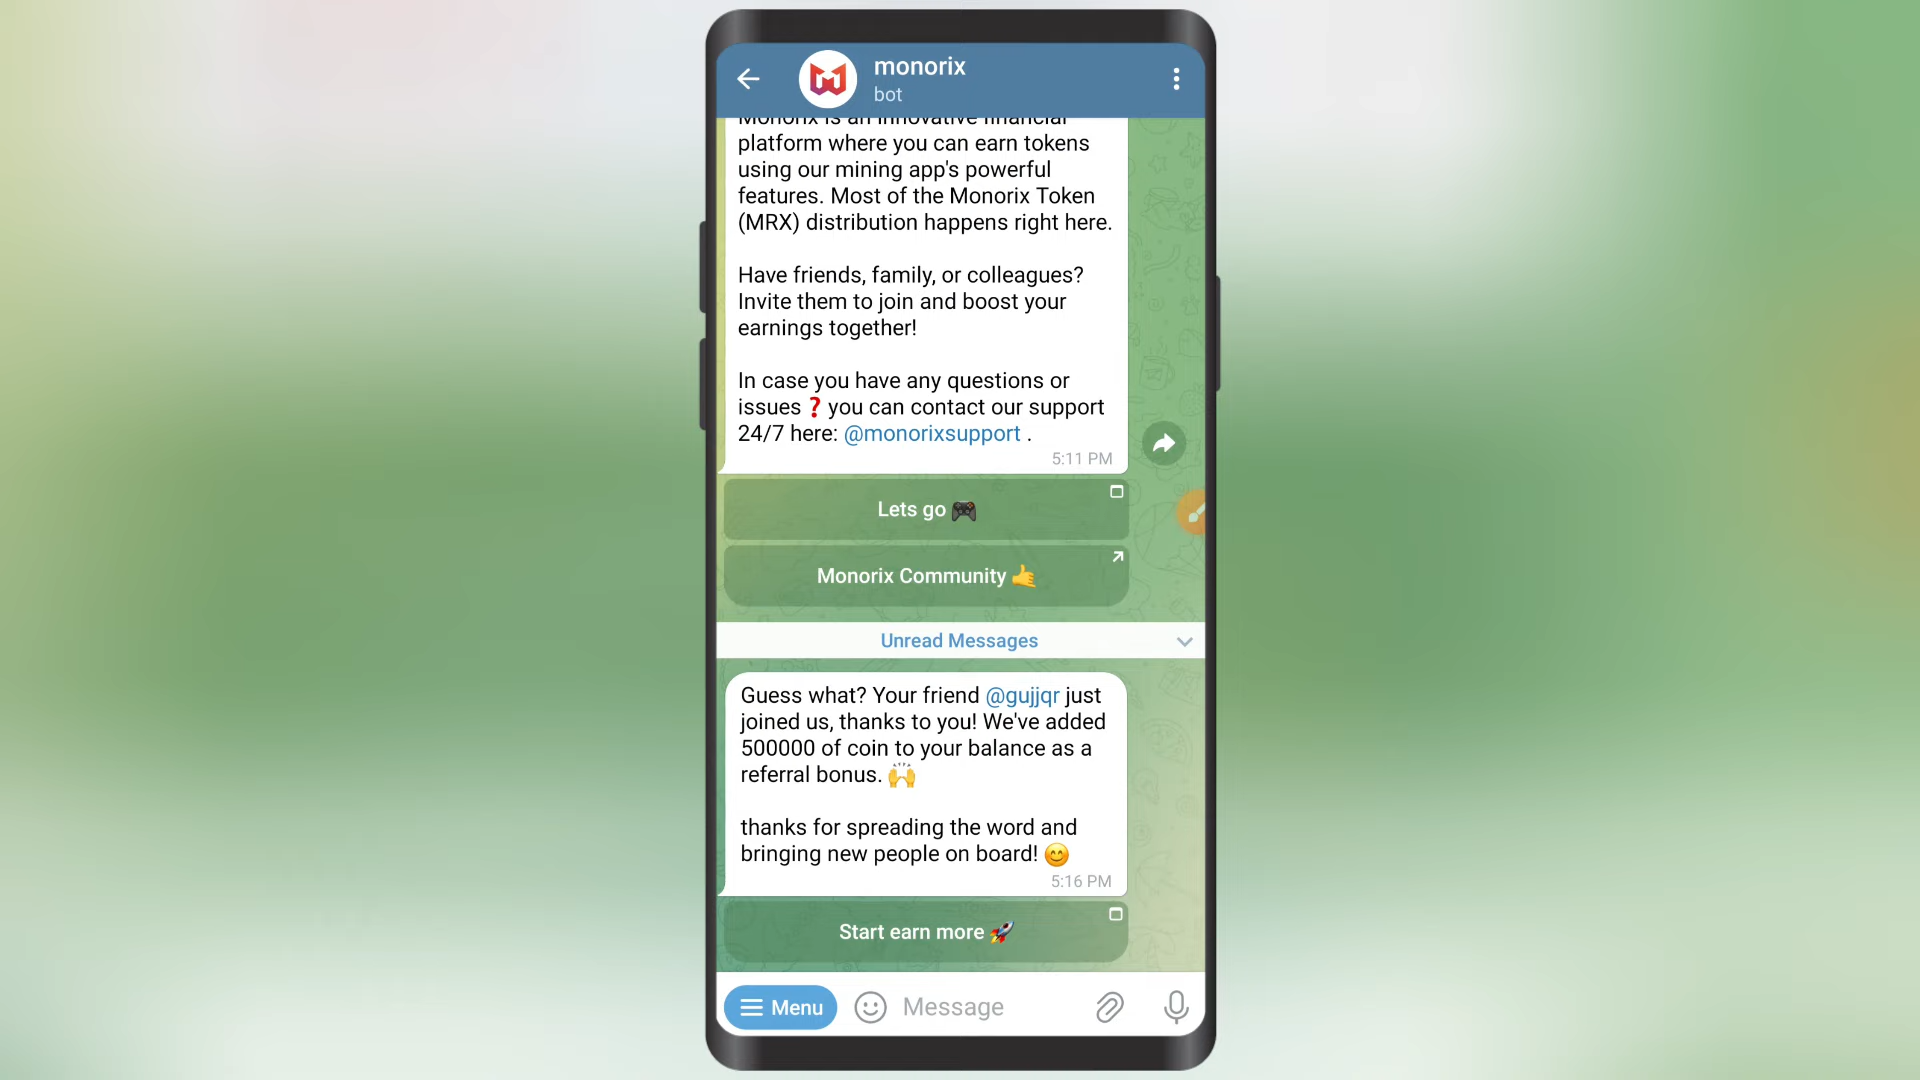 monorix
bot
Monorix is an innovative financial
platform where you can earn tokens
using our mining app's powerful
features. Most of the Monorix Token
(MRX) distribution happens right here.
Have friends, family, or colleagues?
Invite them to join and boost your
earnings together!
In case you have any questions or
issues❓you can contact our support
24/7 here: @monorixsupport .
5:11 PM
Lets go 🎮
Monorix Community 🤙
Unread Messages
Guess what? Your friend @gujjqr just
joined us, thanks to you! We've added
500000 of coin to your balance as a
referral bonus. 🙌
thanks for spreading the word and
bringing new people on board! 😊
5:16 PM
Start earn more 🚀
Menu
Message